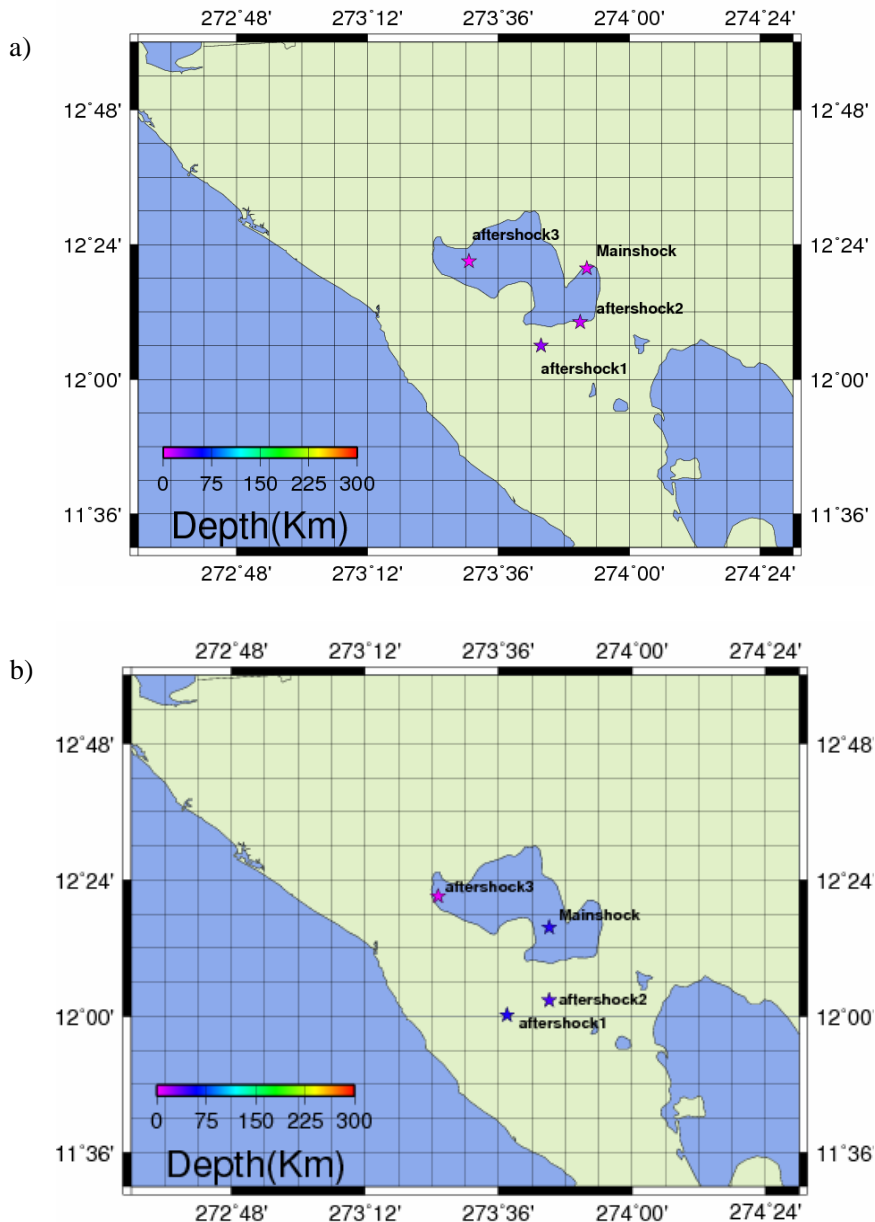 a)
272˚48' 273˚12' 273˚36' 274˚00' 274˚24'
12˚48' 12˚48'
12˚24' 12˚24'
aftershock3
Mainshock
aftershock2
aftershock1
12˚00' 12˚00'
0 75 150 225 300
11˚36' 11˚36'
Depth(Km)
272˚48' 273˚12' 273˚36' 274˚00' 274˚24'
b)
272˚48' 273˚12' 273˚36' 274˚00' 274˚24'
12˚48' 12˚48'
12˚24' 12˚24'
aftershock3
Mainshock
aftershock2
12˚00' 12˚00'
aftershock1
0 75 150 225 300
11˚36' 11˚36'
Depth(Km)
272˚48' 273˚12' 273˚36' 274˚00' 274˚24'